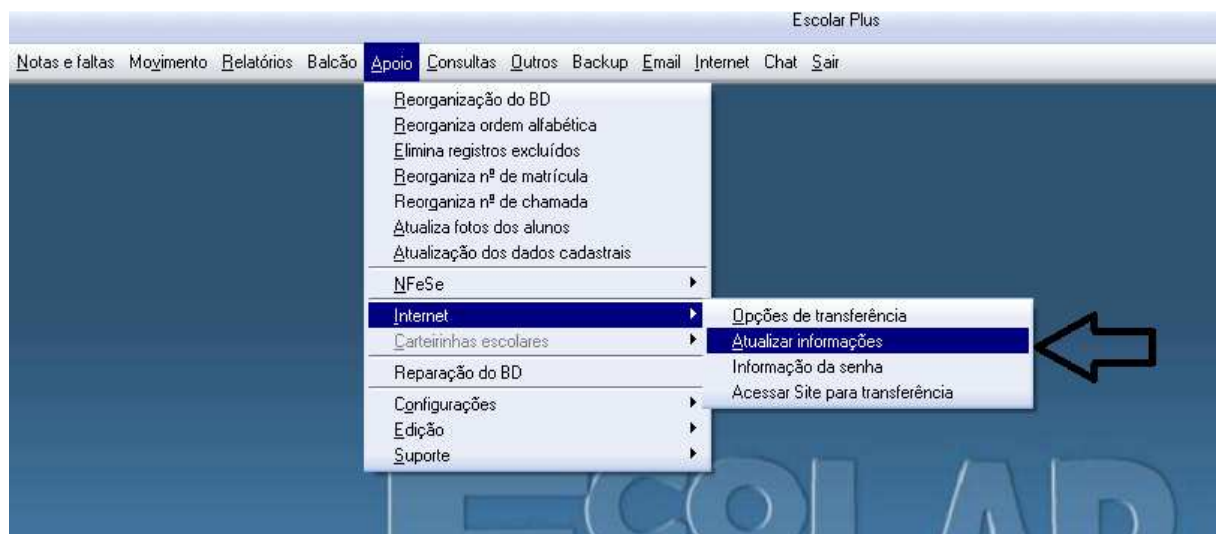 Escolar Plus
Notas e faltas Movimento Relatórios Balcão Apoio Consultas Outros Backup Email Internet Chat Sair
Reorganização do BD
Reorganiza ordem alfabética
Elimina registros excluídos
Reorganiza nº de matrícula
Reorganiza nº de chamada
Atualiza fotos dos alunos
Atualização dos dados cadastrais
NFeSe
Internet
Carteirinhas escolares
Reparação do BD
Configurações
Edição
Suporte
Opções de transferência
Atualizar informações
Informação da senha
Acessar Site para transferência
ESCOLAR